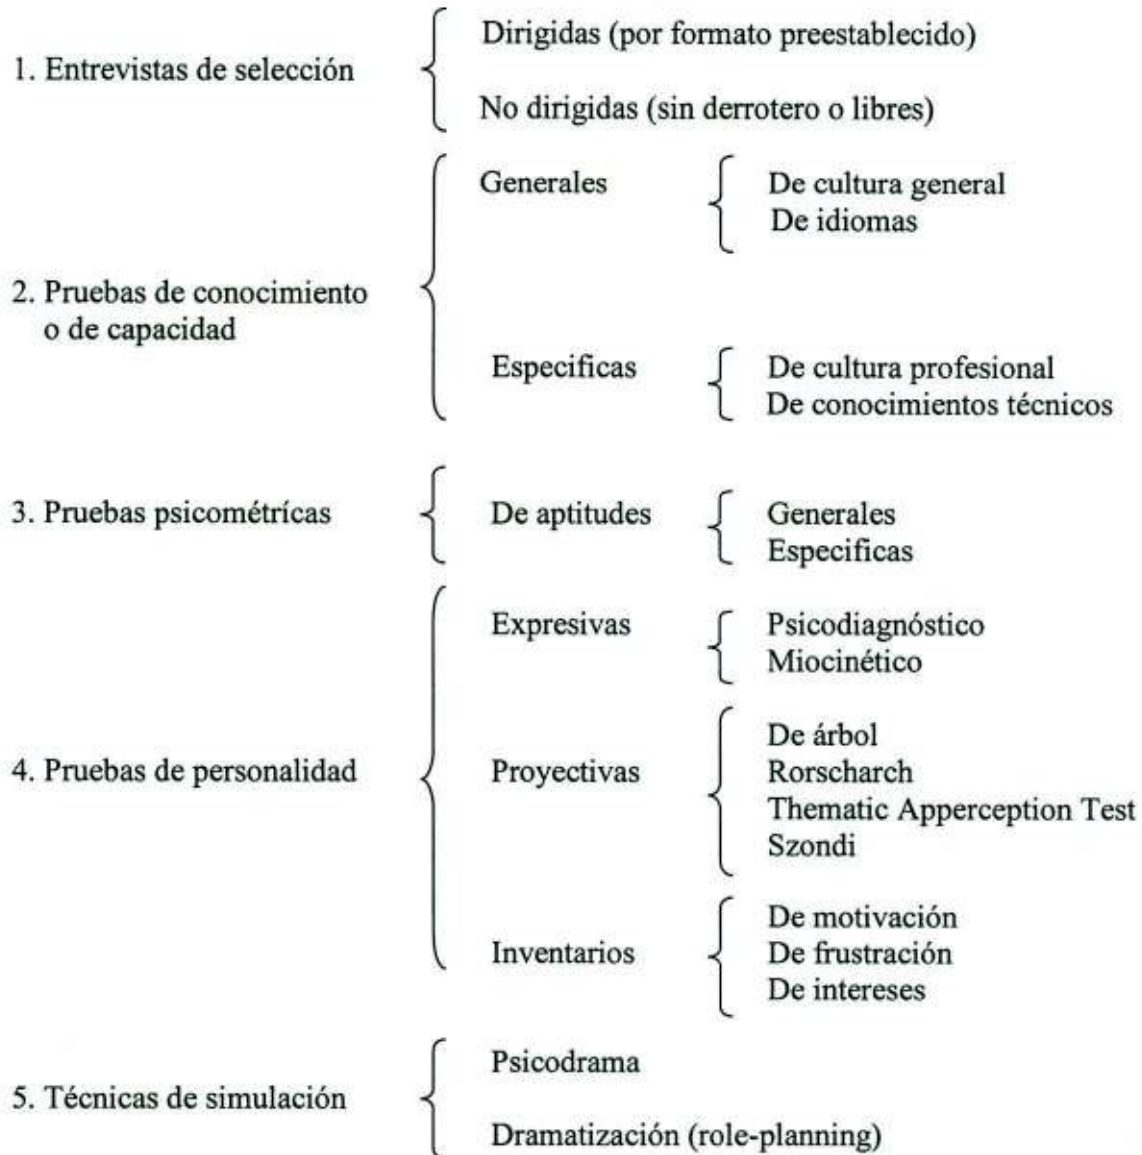 1. Entrevistas de selección
Dirigidas (por formato preestablecido)
No dirigidas (sin derrotero o libres)
2. Pruebas de conocimiento
o de capacidad
Generales
De cultura general
De idiomas
Especificas
De cultura profesional
De conocimientos técnicos
3. Pruebas psicométrícas
De aptitudes
Generales
Especificas
4. Pruebas de personalidad
Expresivas
Psicodiagnóstico
Miocinético
Proyectivas
De árbol
Rorscharch
Thematic Apperception Test
Szondi
Inventarios
De motivación
De frustración
De intereses
5. Técnicas de simulación
Psicodrama
Dramatización (role-planning)